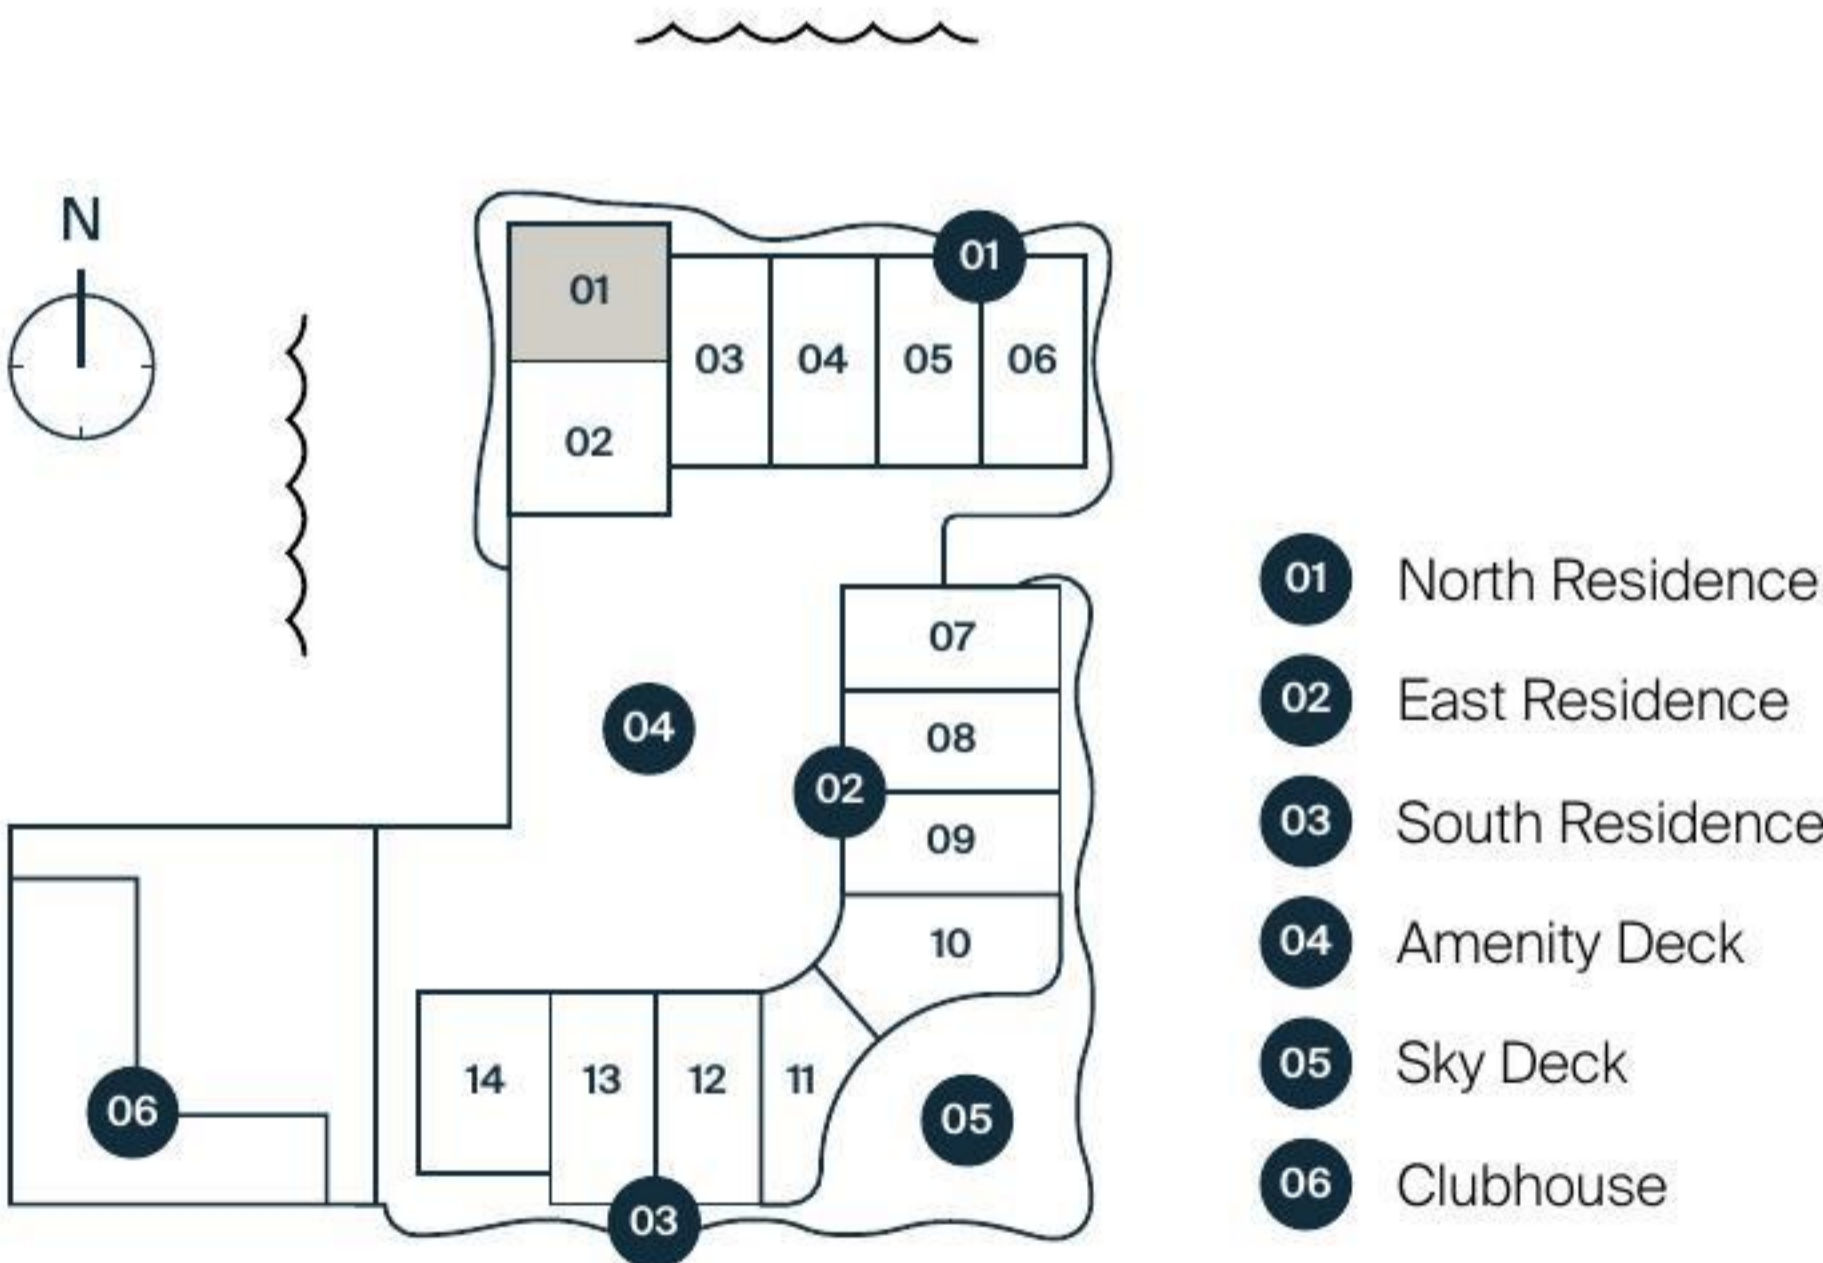 N
01
01
03
04
05
06
02
07
04
08
02
09
10
14
13
12
11
06
05
03
01 North Residence
02 East Residence
03 South Residence
04 Amenity Deck
05 Sky Deck
06 Clubhouse